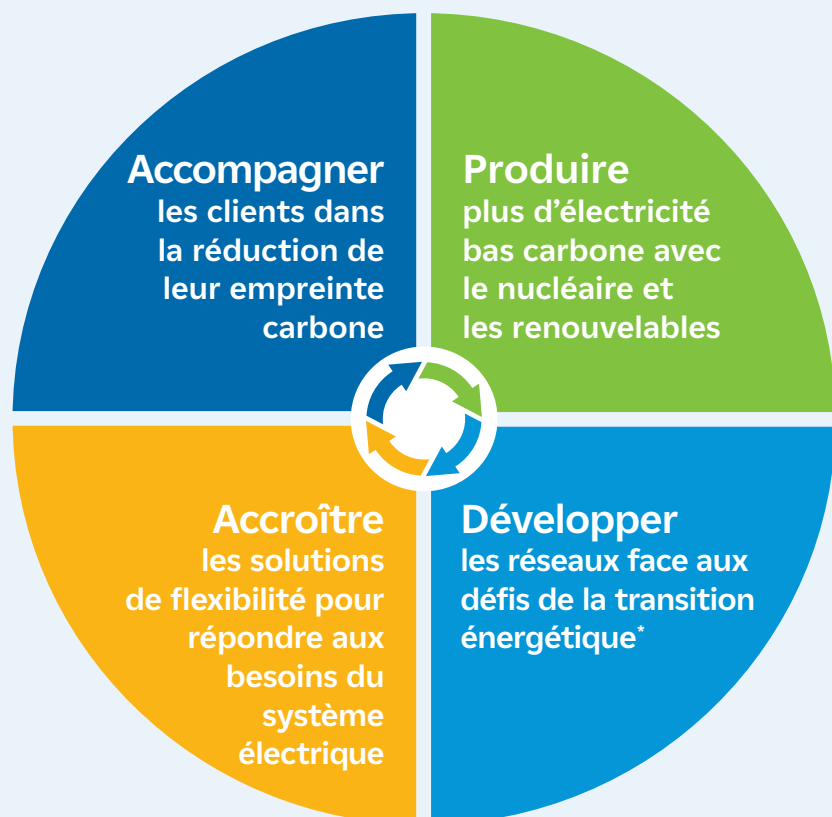 Accompagner
les clients dans
la réduction de
leur empreinte
carbone
Produire
plus d’électricité
bas carbone avec
le nucléaire et
les renouvelables
Accroître
les solutions
de flexibilité pour
répondre aux
besoins du
système
électrique
Développer
les réseaux face aux
défis de la transition
énergétique*